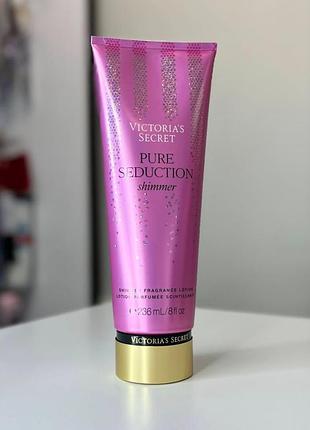 VICTORIA'S
SECRET
PURE
SEDUCTION
shimmer
SHIMMER FRAGRANCE LOTION
LOTION PARFUMÉE SCINTILLANTE
℮236 mL/8 fl oz
VICTORIA'S SECRET